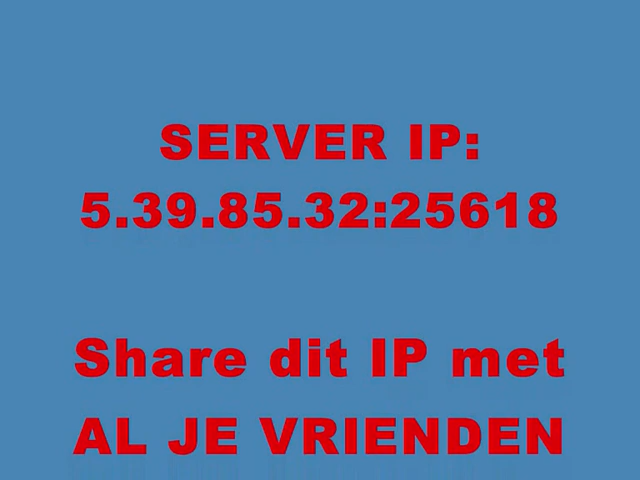 SERVER IP:
5.39.85.32:25618
Share dit IP met
AL JE VRIENDEN